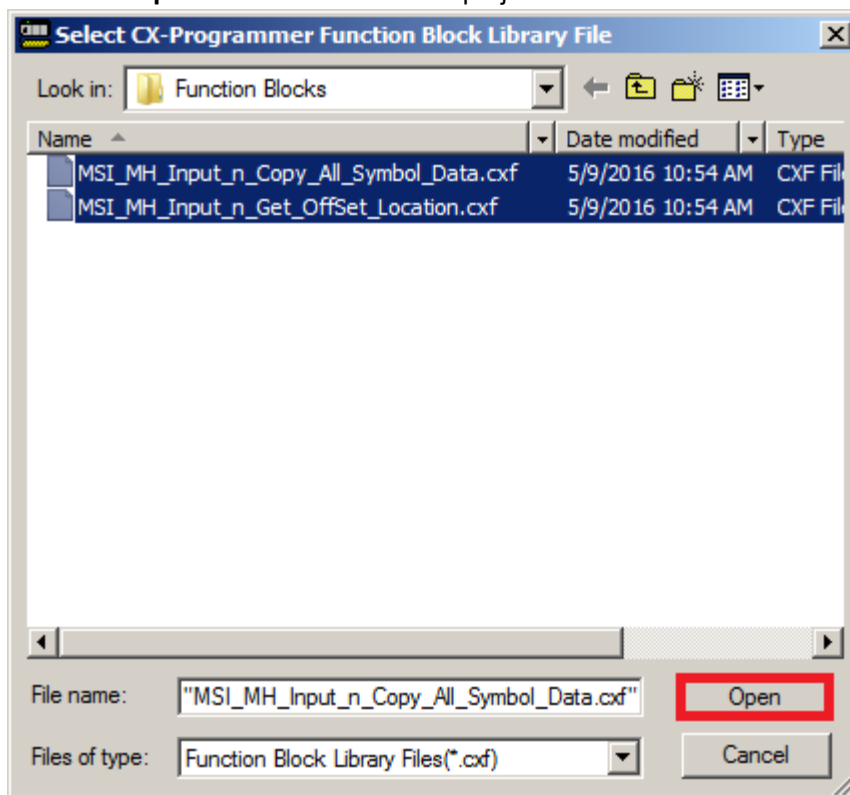 Select CX-Programmer Function Block Library File
Look in: Function Blocks
Name Date modified Type
MSI_MH_Input_n_Copy_All_Symbol_Data.cxf 5/9/2016 10:54 AM CXF
MSI_MH_Input_n_Get_OffSet_Location.cxf 5/9/2016 10:54 AM CXF
File name: "MSI_MH_Input_n_Copy_All_Symbol_Data.cxf" Open
Files of type: Function Block Library Files(*.cxf) Cancel